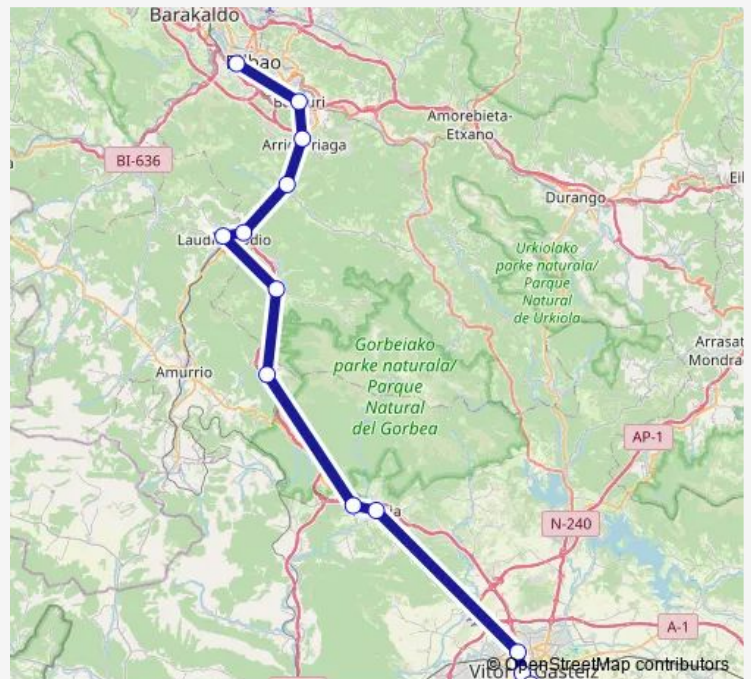 Barakaldo
Amorebieta-
Etxano
BI-636
Durango
Urkiolako
parke naturala/
Parque
Natural
de Urkiola
Gorbeiako
parke naturala/
Parque
Natural
del Gorbea
Amurrio
Arrasat
Mondra
AP-1
N-240
A-1
© OpenStreetMap contributors